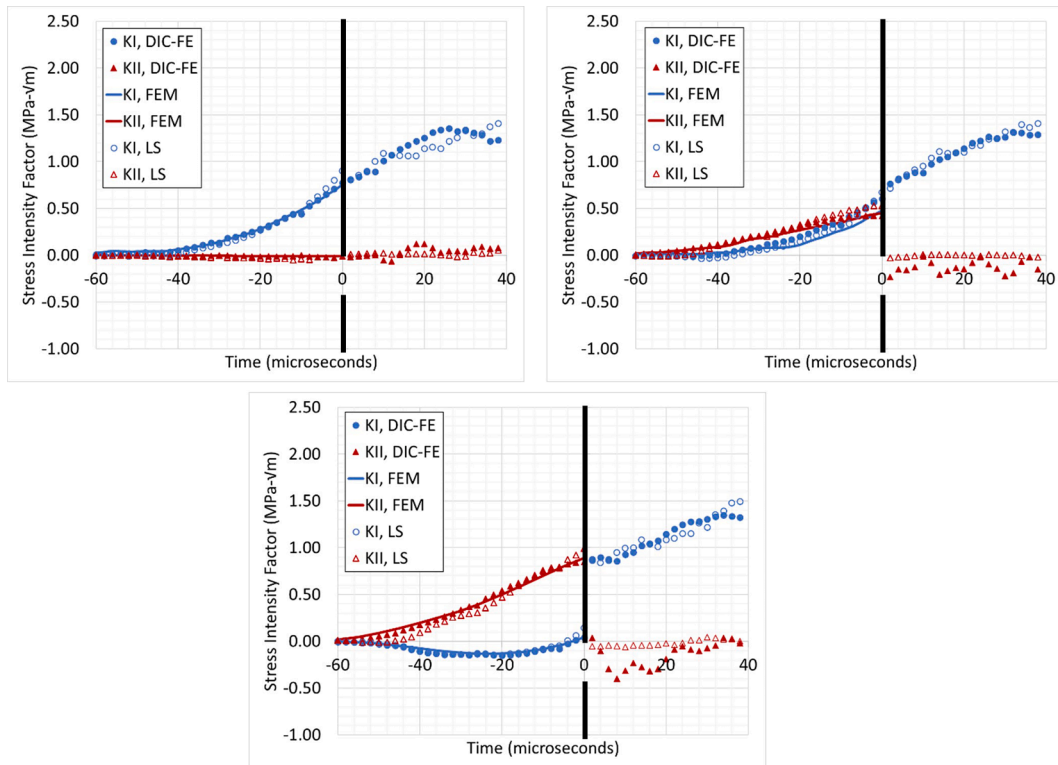 2.50
2.00
1.50
1.00
0.50
0.00
-0.50
-1.00
Stress Intensity Factor (MPa-√m)
KI, DIC-FE
KII, DIC-FE
KI, FEM
KII, FEM
KI, LS
KII, LS
-60
-40
-20
0
20
40
Time (microseconds)
2.50
2.00
1.50
1.00
0.50
0.00
-0.50
-1.00
Stress Intensity Factor (MPa-√m)
KI, DIC-FE
KII, DIC-FE
KI, FEM
KII, FEM
KI, LS
KII, LS
-60
-40
-20
0
20
40
Time (microseconds)
2.50
2.00
1.50
1.00
0.50
0.00
-0.50
-1.00
Stress Intensity Factor (MPa-√m)
KI, DIC-FE
KII, DIC-FE
KI, FEM
KII, FEM
KI, LS
KII, LS
-60
-40
-20
0
20
40
Time (microseconds)